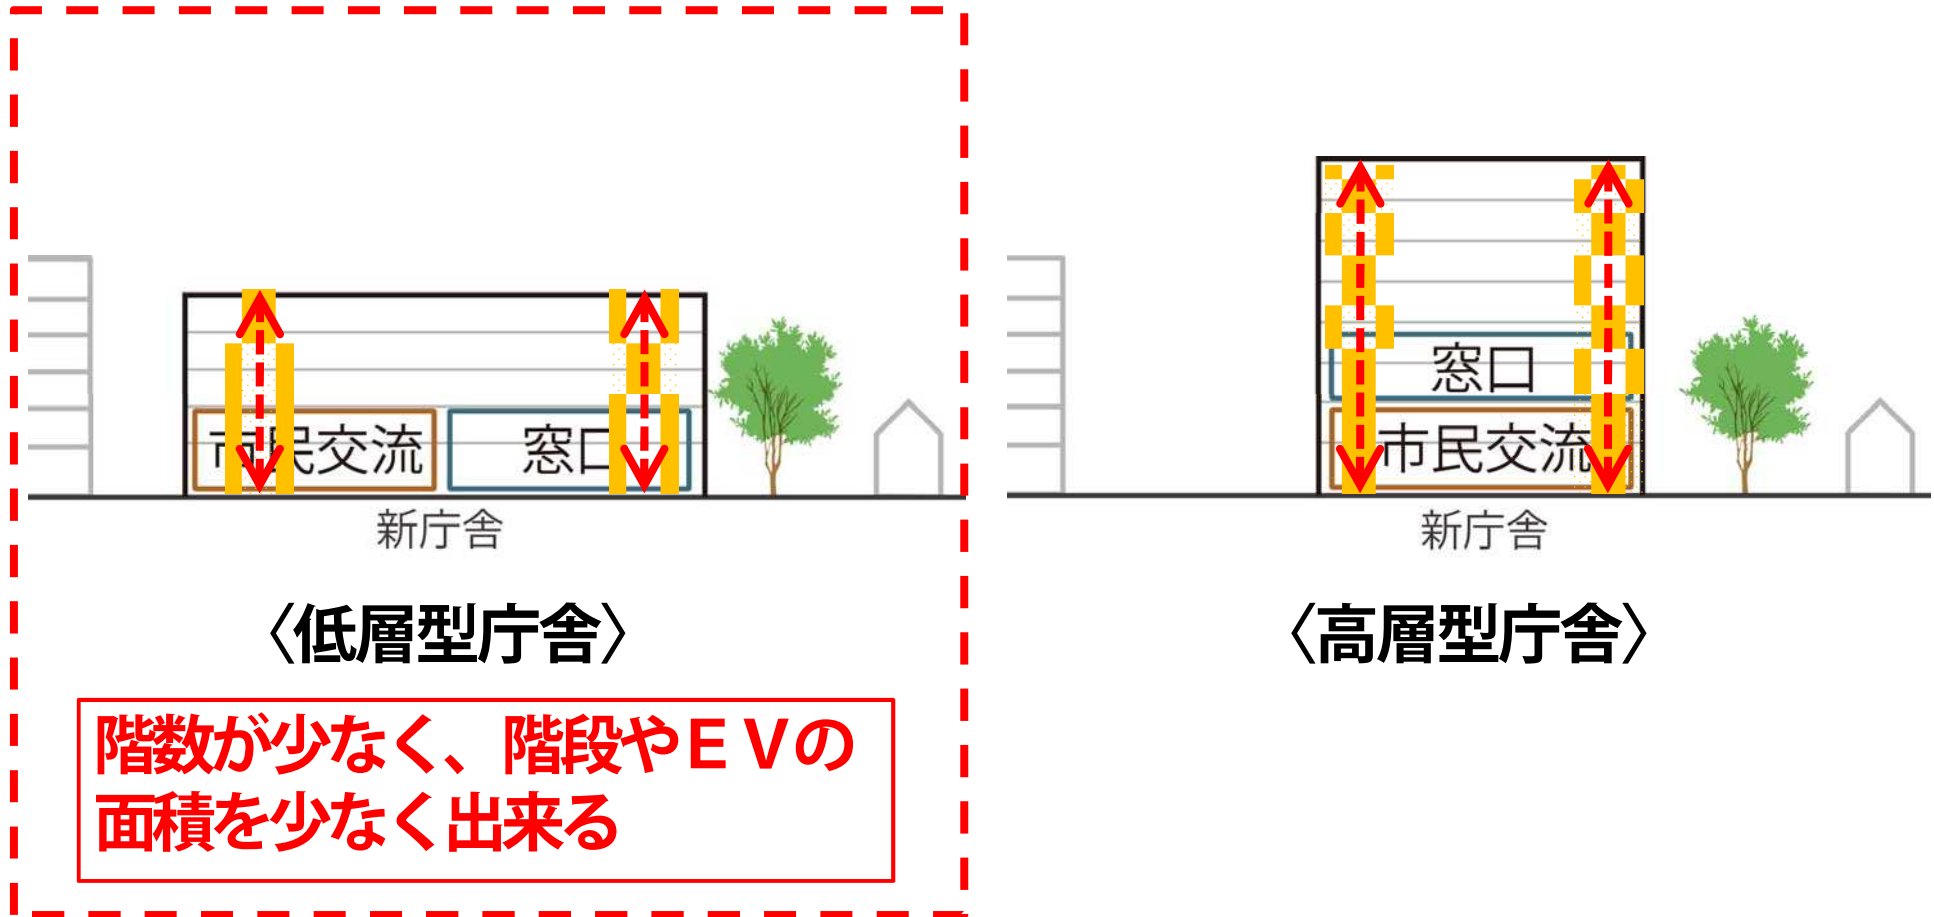 市民交流
窓口
新庁舎
〈低層型庁舎〉
階数が少なく、階段やＥＶの
面積を少なく出来る
窓口
市民交流
新庁舎
〈高層型庁舎〉